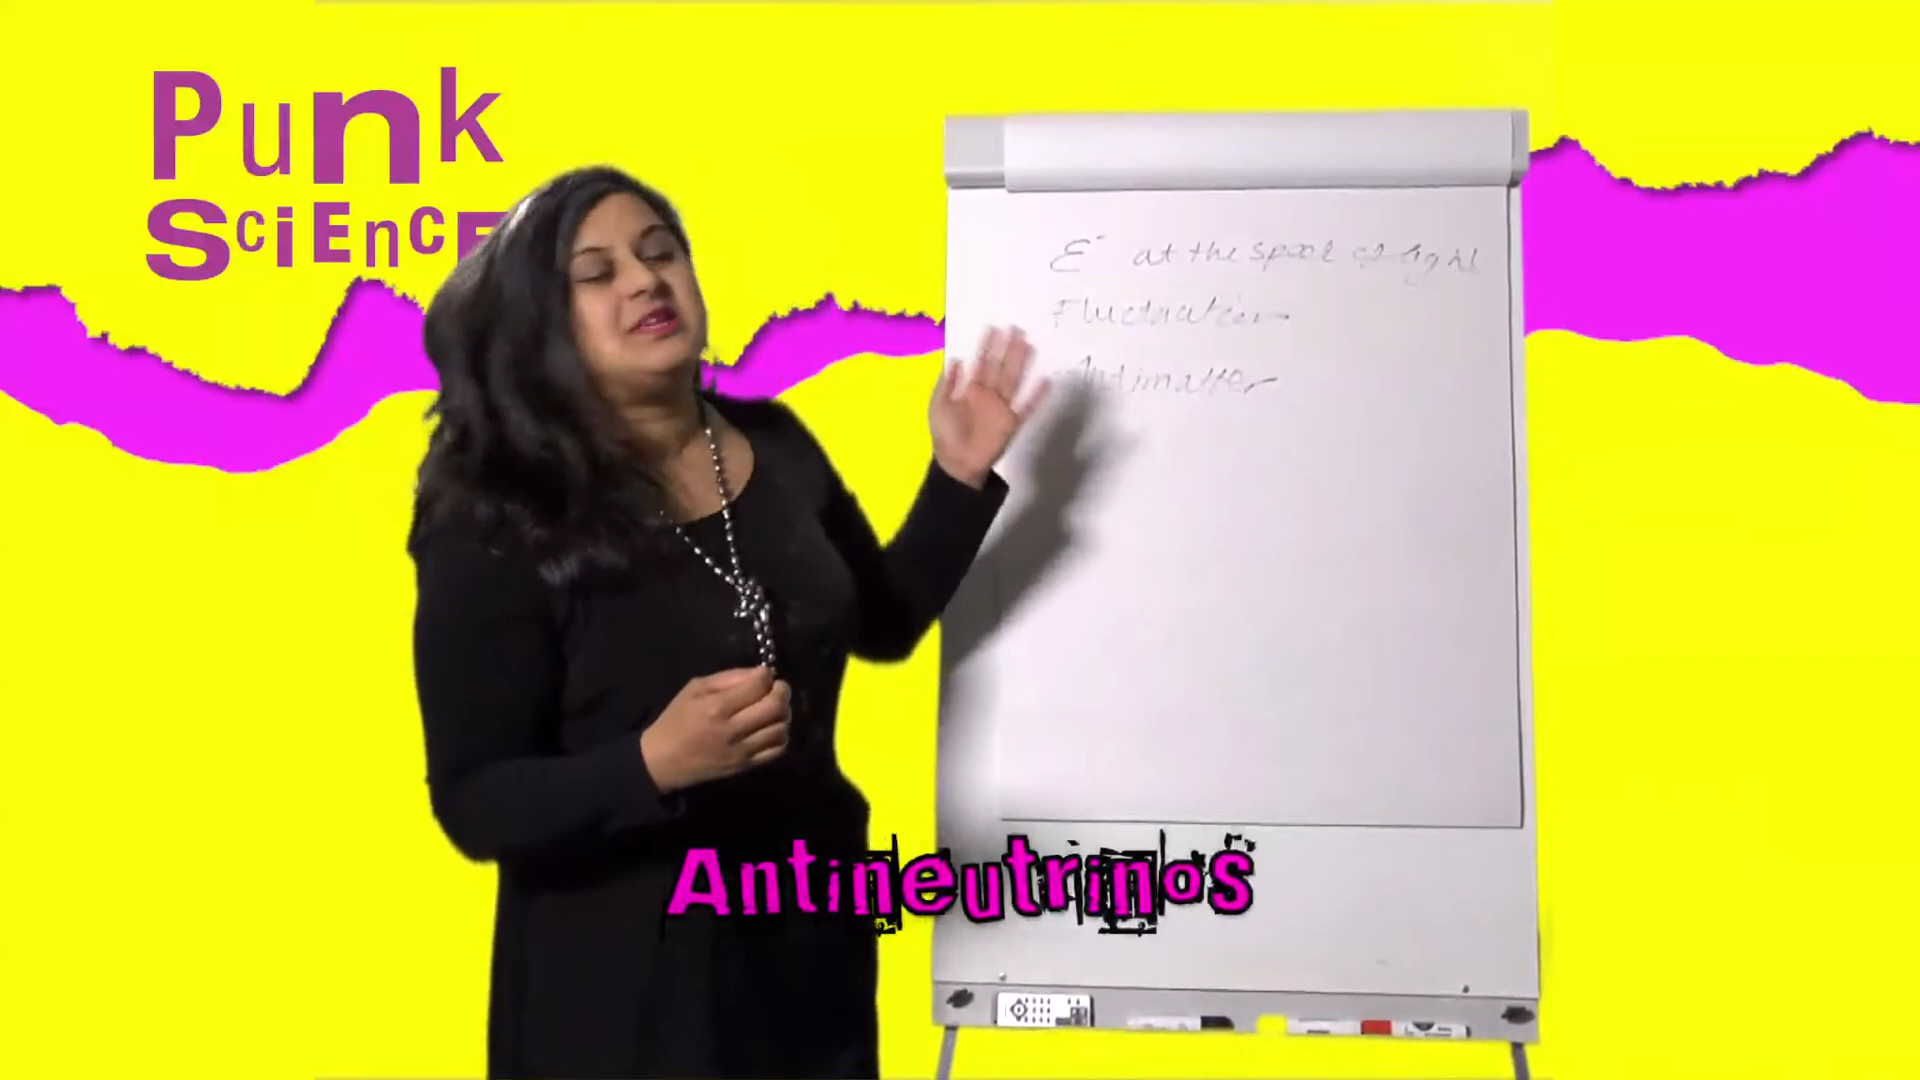 Punk
SciEncE
E⁻ at the speed of light
Fluctuation
Antimatter
Antineutrinos